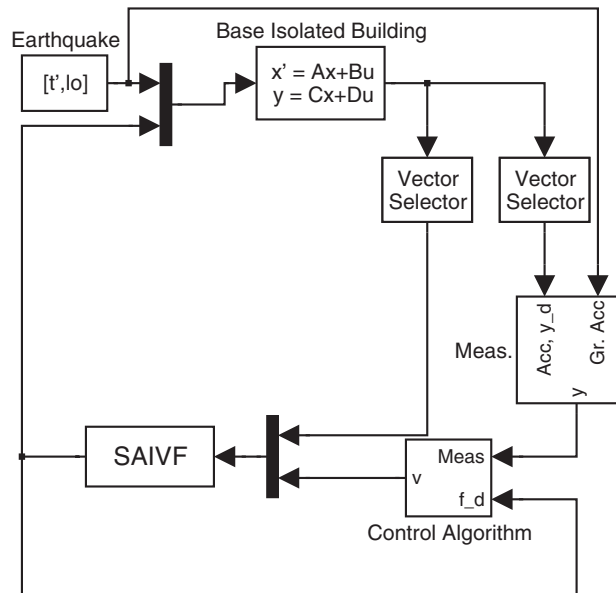 Earthquake
Base Isolated Building
[t',lo]
x' = Ax+Bu
y = Cx+Du
Vector
Selector
Vector
Selector
Meas.
Acc, y_d
Gr. Acc
y
SAIVF
Meas
v
f_d
Control Algorithm